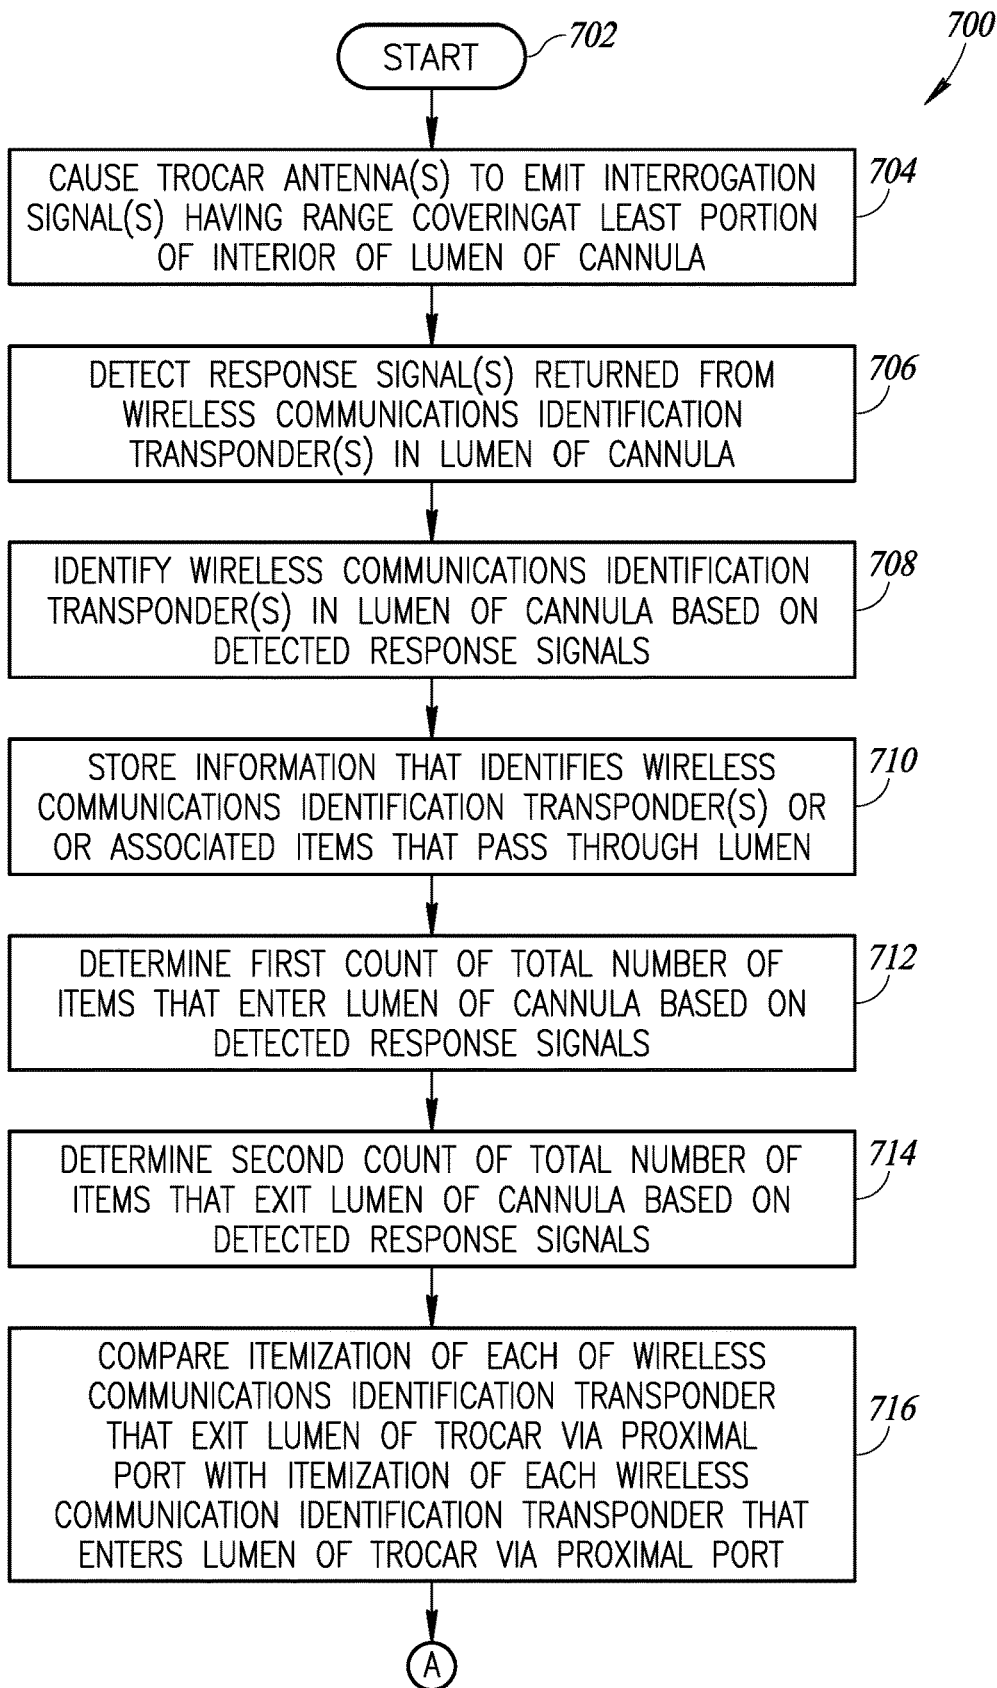 700
START
702
CAUSE TROCAR ANTENNA(S) TO EMIT INTERROGATION
SIGNAL(S) HAVING RANGE COVERINGAT LEAST PORTION
OF INTERIOR OF LUMEN OF CANNULA
704
DETECT RESPONSE SIGNAL(S) RETURNED FROM
WIRELESS COMMUNICATIONS IDENTIFICATION
TRANSPONDER(S) IN LUMEN OF CANNULA
706
IDENTIFY WIRELESS COMMUNICATIONS IDENTIFICATION
TRANSPONDER(S) IN LUMEN OF CANNULA BASED ON
DETECTED RESPONSE SIGNALS
708
STORE INFORMATION THAT IDENTIFIES WIRELESS
COMMUNICATIONS IDENTIFICATION TRANSPONDER(S) OR
OR ASSOCIATED ITEMS THAT PASS THROUGH LUMEN
710
DETERMINE FIRST COUNT OF TOTAL NUMBER OF
ITEMS THAT ENTER LUMEN OF CANNULA BASED ON
DETECTED RESPONSE SIGNALS
712
DETERMINE SECOND COUNT OF TOTAL NUMBER OF
ITEMS THAT EXIT LUMEN OF CANNULA BASED ON
DETECTED RESPONSE SIGNALS
714
COMPARE ITEMIZATION OF EACH OF WIRELESS
COMMUNICATIONS IDENTIFICATION TRANSPONDER
THAT EXIT LUMEN OF TROCAR VIA PROXIMAL
PORT WITH ITEMIZATION OF EACH WIRELESS
COMMUNICATION IDENTIFICATION TRANSPONDER THAT
ENTERS LUMEN OF TROCAR VIA PROXIMAL PORT
716
A